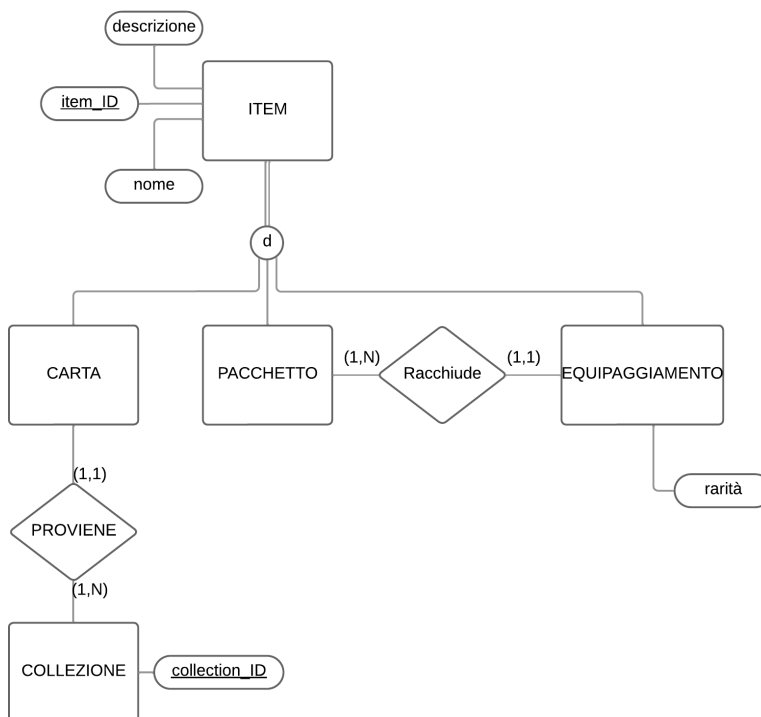 descrizione
item_ID
ITEM
nome
d
CARTA
PACCHETTO
(1,N)
Racchiude
(1,1)
EQUIPAGGIAMENTO
rarità
(1,1)
PROVIENE
(1,N)
COLLEZIONE
collection_ID